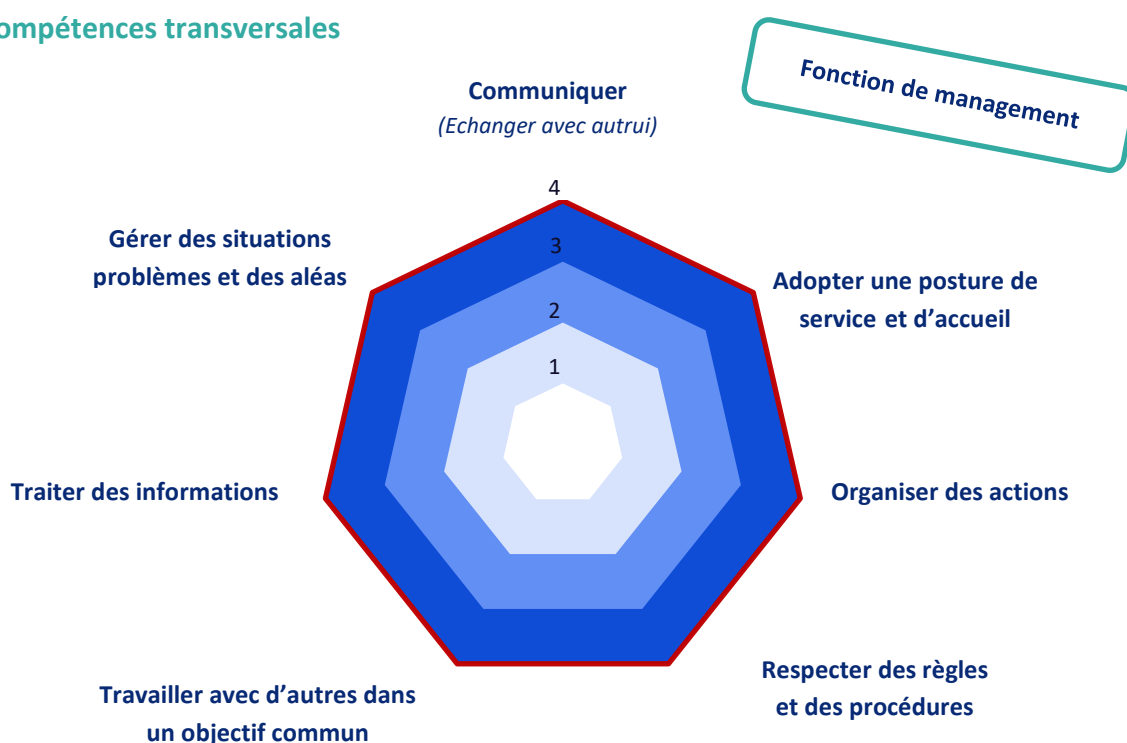 ompétences transversales
Fonction de management
Communiquer
(Echanger avec autrui)
4
Gérer des situations
problèmes et des aléas
3
Adopter une posture de
service et d'accueil
2
1
Traiter des informations
Organiser des actions
Respecter des règles
et des procédures
Travailler avec d'autres dans
un objectif commun